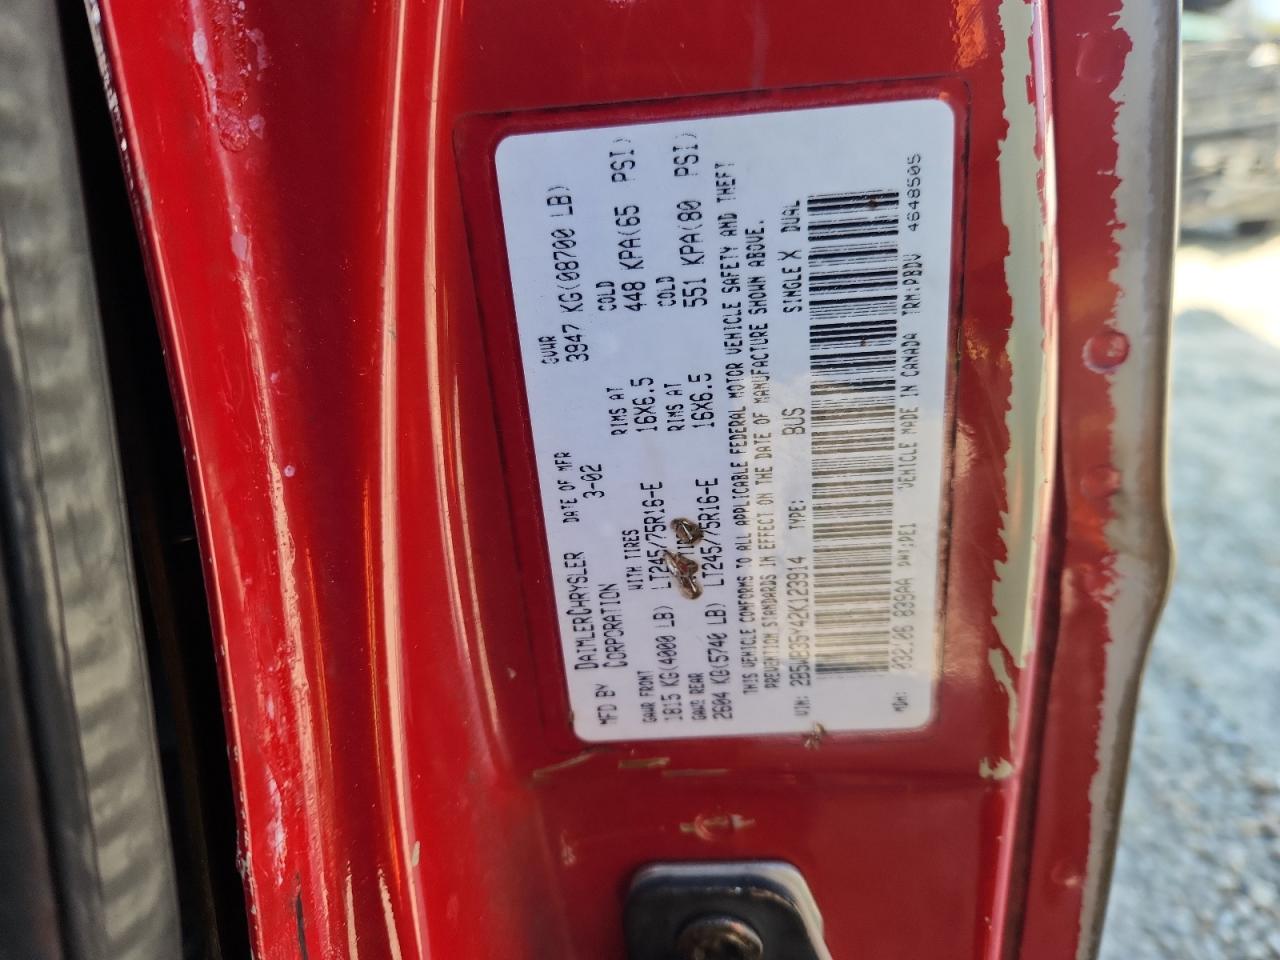 MFD BY DAIMLERCHRYSLER CORPORATION DATE OF MFR 3-02 GVWR 3947 KG(08700 LB)
GAWR FRONT WITH TIRES RIMS AT COLD
1815 KG(4000 LB) LT245/75R16-E 16X6.5 448 KPA(65 PSI)
GAWR REAR RIMS AT COLD
2604 KG(5740 LB) LT245/75R16-E 16X6.5 551 KPA(80 PSI)
THIS VEHICLE CONFORMS TO ALL APPLICABLE FEDERAL MOTOR VEHICLE SAFETY AND THEFT
PREVENTION STANDARDS IN EFFECT ON THE DATE OF MANUFACTURE SHOWN ABOVE.
VIN: 2B5WB35Y42K123914 TYPE: BUS SINGLE X DUAL
MDH: 032106 839AA PNT:PE1 VEHICLE MADE IN CANADA TRM:PBDV 4648505